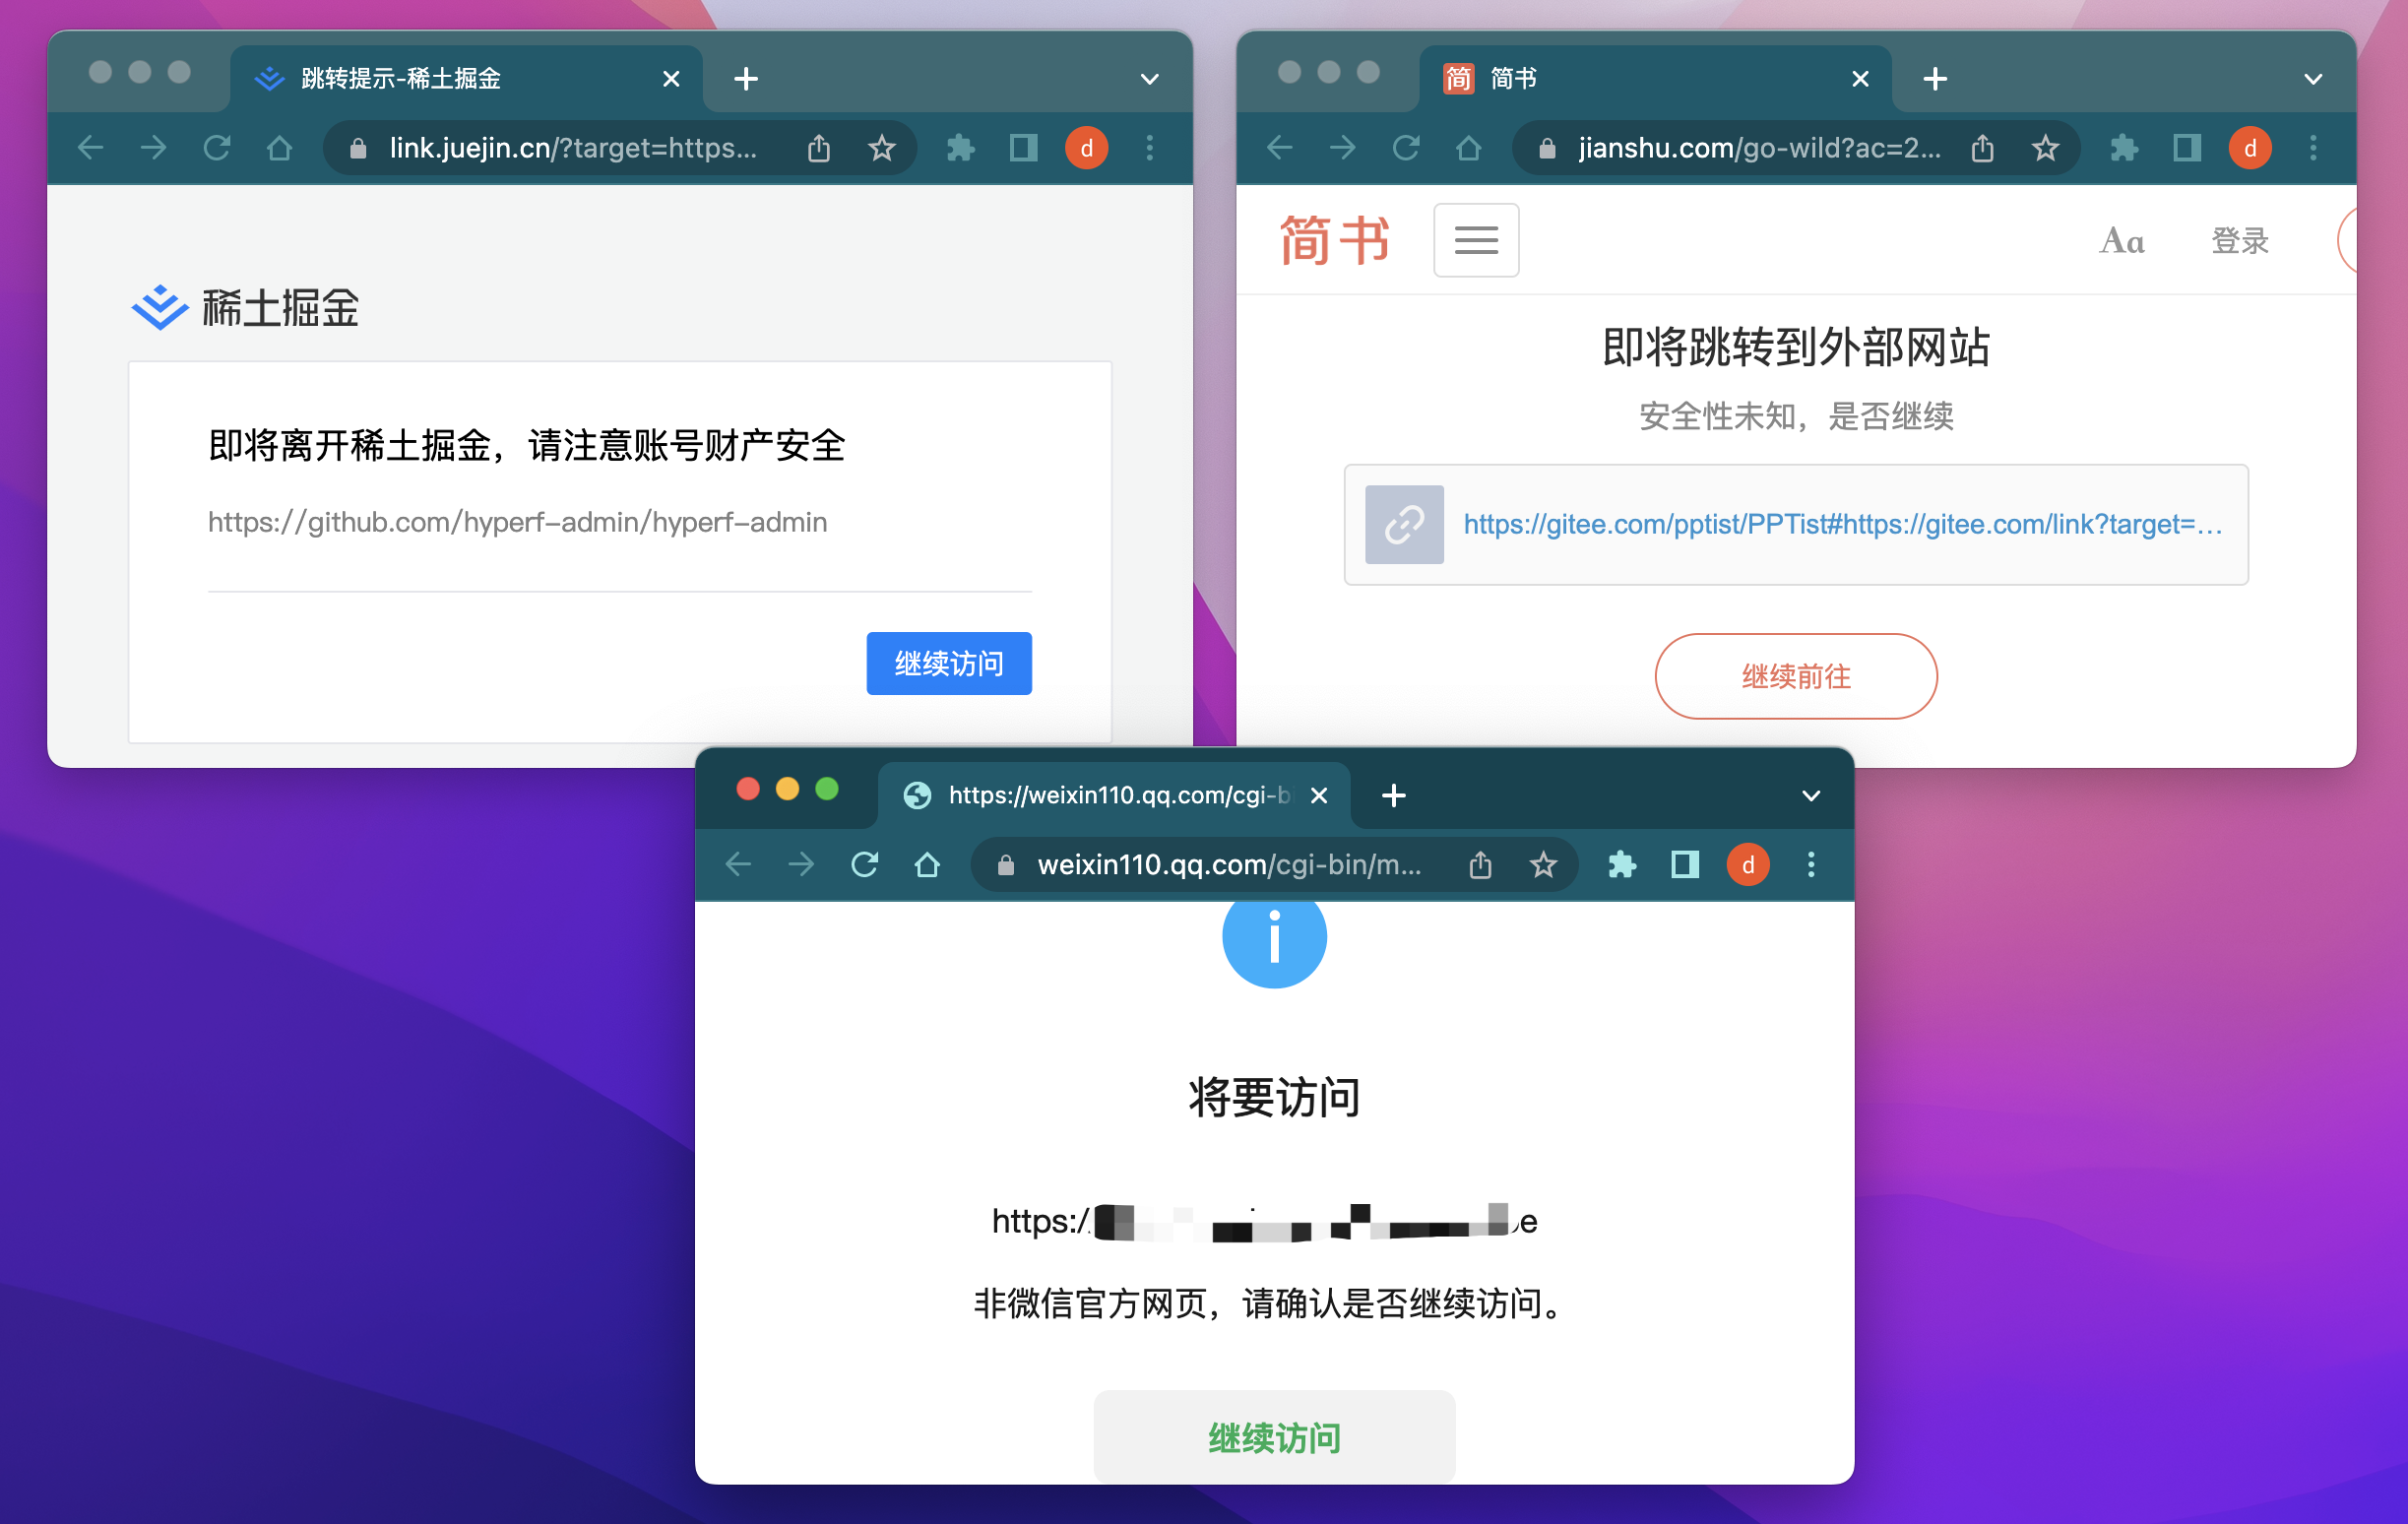 跳转提示-稀土掘金
link.juejin.cn/?target=https...
d
稀土掘金
即将离开稀土掘金，请注意账号财产安全
https://github.com/hyperf-admin/hyperf-admin
继续访问
简 简书
jianshu.com/go-wild?ac=2...
d
简书
Aa
登录
即将跳转到外部网站
安全性未知，是否继续
https://gitee.com/pptist/PPTist#https://gitee.com/link?target=...
继续前往
https://weixin110.qq.com/cgi-b
weixin110.qq.com/cgi-bin/m...
d
i
将要访问
https:/
非微信官方网页，请确认是否继续访问。
继续访问